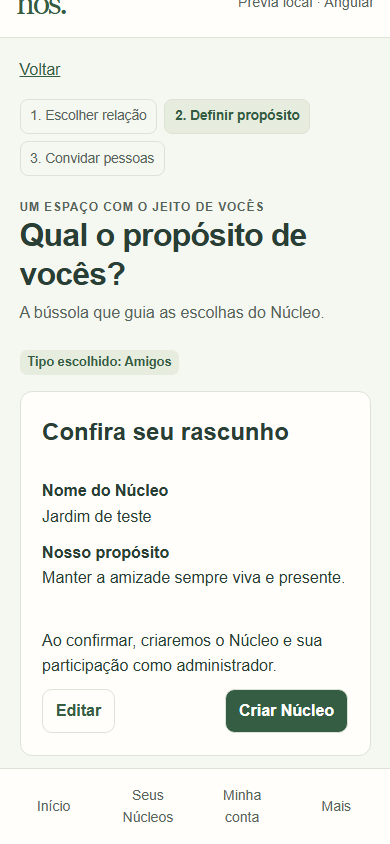 nós.
Prévia local · Angular
Voltar
1. Escolher relação
2. Definir propósito
3. Convidar pessoas
UM ESPAÇO COM O JEITO DE VOCÊS
Qual o propósito de
vocês?
A bússola que guia as escolhas do Núcleo.
Tipo escolhido: Amigos
Confira seu rascunho
Nome do Núcleo
Jardim de teste
Nosso propósito
Manter a amizade sempre viva e presente.
Ao confirmar, criaremos o Núcleo e sua
participação como administrador.
Editar
Criar Núcleo
Início
Seus
Núcleos
Minha
conta
Mais